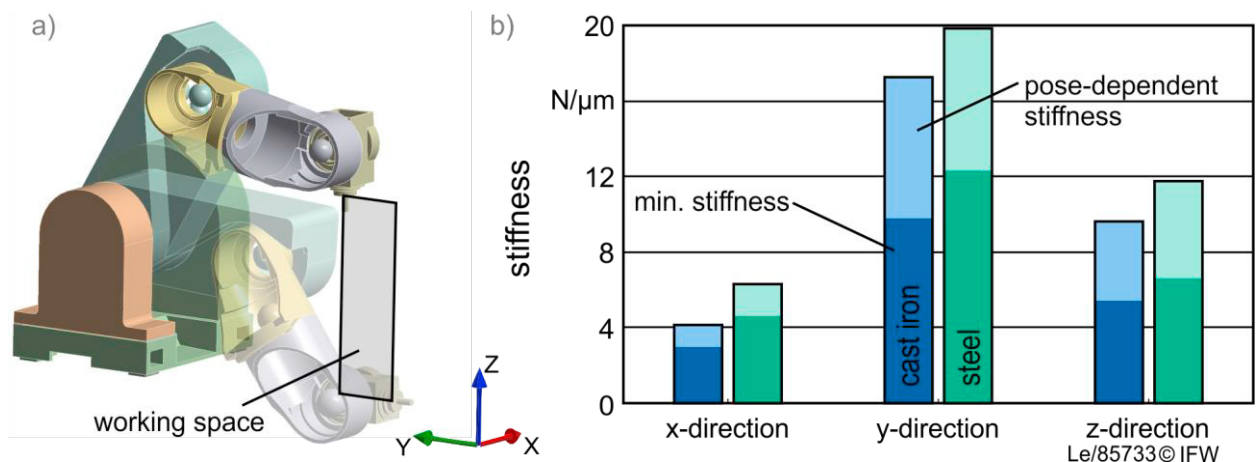 a)
working space
Z
Y
X
b)
stiffness
20
N/µm
12
8
4
0
pose-dependent
stiffness
min. stiffness
cast iron
steel
x-direction
y-direction
z-direction
Le/85733 © IFW